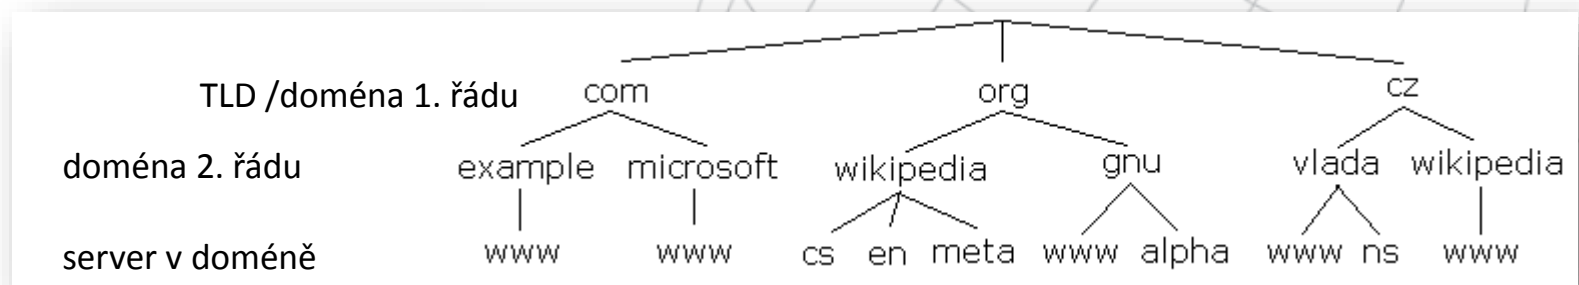 TLD /doména 1. řádu com org cz
doména 2. řádu example microsoft wikipedia gnu vlada wikipedia
server v doméně www www cs en meta www alpha www ns www